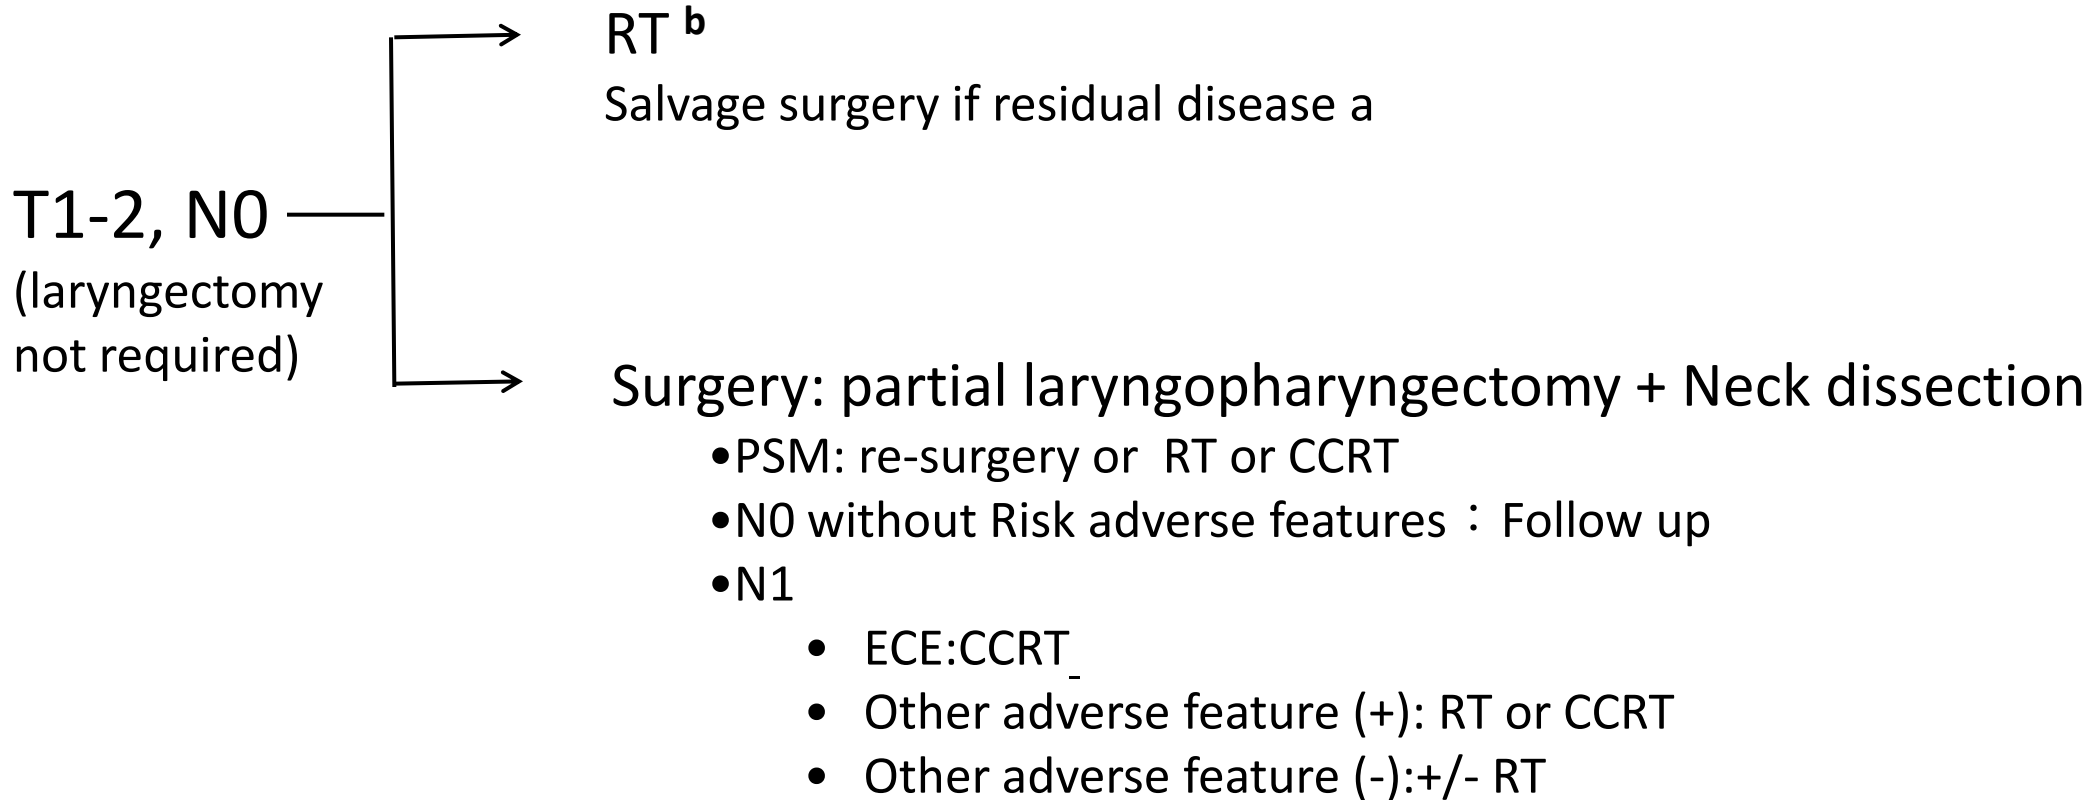 RT b
Salvage surgery if residual disease a
T1-2, N0
(laryngectomy
not required)
Surgery: partial laryngopharyngectomy + Neck dissection
•PSM: re-surgery or  RT or CCRT
•N0 without Risk adverse features：Follow up
•N1
• ECE:CCRT
• Other adverse feature (+): RT or CCRT
• Other adverse feature (-):+/- RT